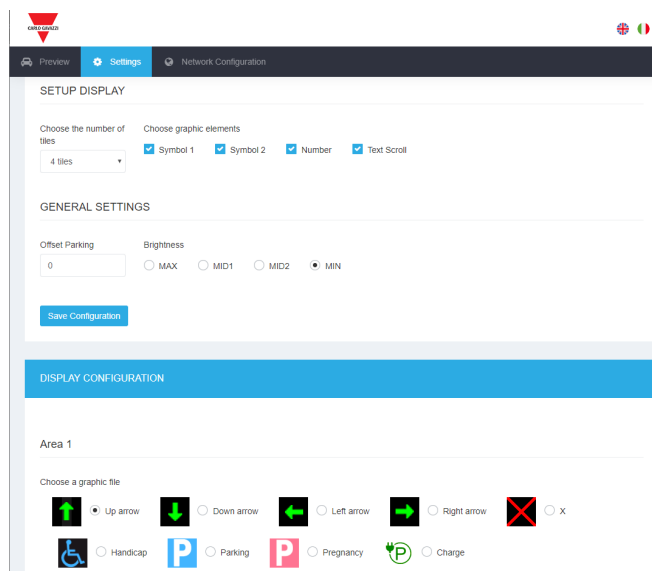 CARLO GAVAZZI
Preview Settings Network Configuration
SETUP DISPLAY
Choose the number of tiles
Choose graphic elements
4 tiles
Symbol 1 Symbol 2 Number Text Scroll
GENERAL SETTINGS
Offset Parking Brightness
0 MAX MID1 MID2 MIN
Save Configuration
DISPLAY CONFIGURATION
Area 1
Choose a graphic file
Up arrow Down arrow Left arrow Right arrow X
Handicap P Parking P Pregnancy P Charge